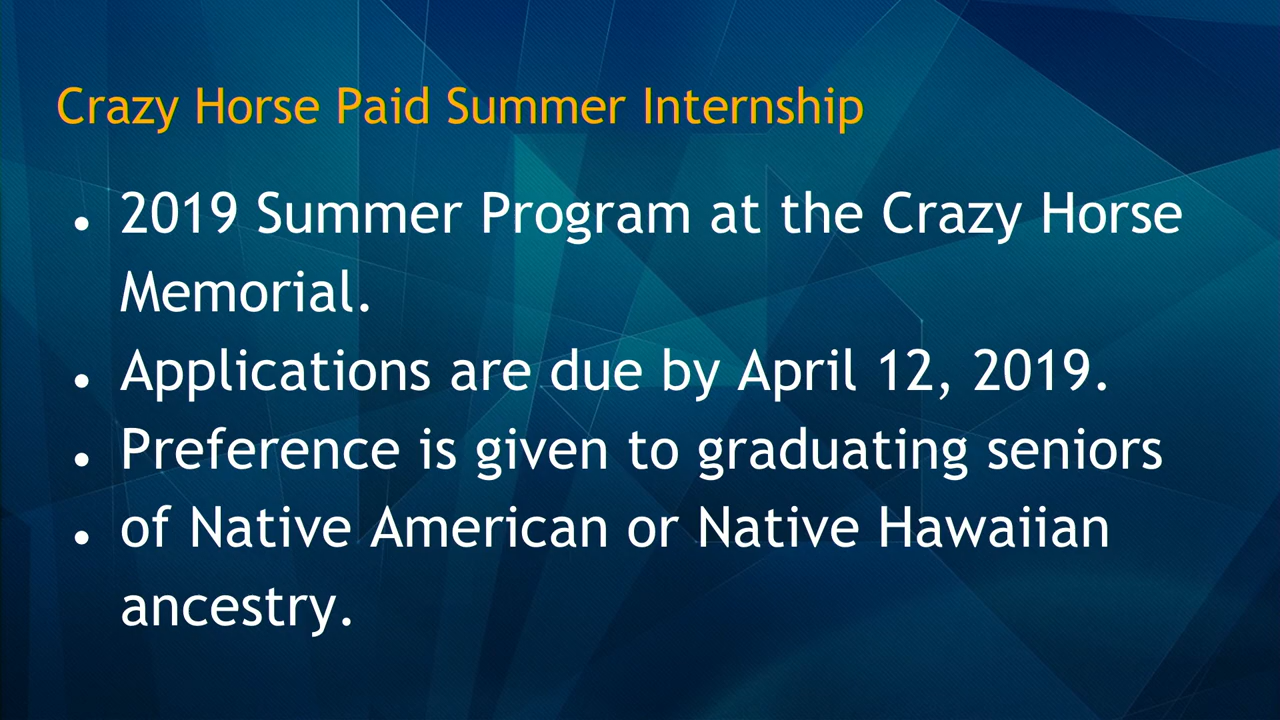 Crazy Horse Paid Summer Internship
• 2019 Summer Program at the Crazy Horse
Memorial.
• Applications are due by April 12, 2019.
• Preference is given to graduating seniors
• of Native American or Native Hawaiian
ancestry.